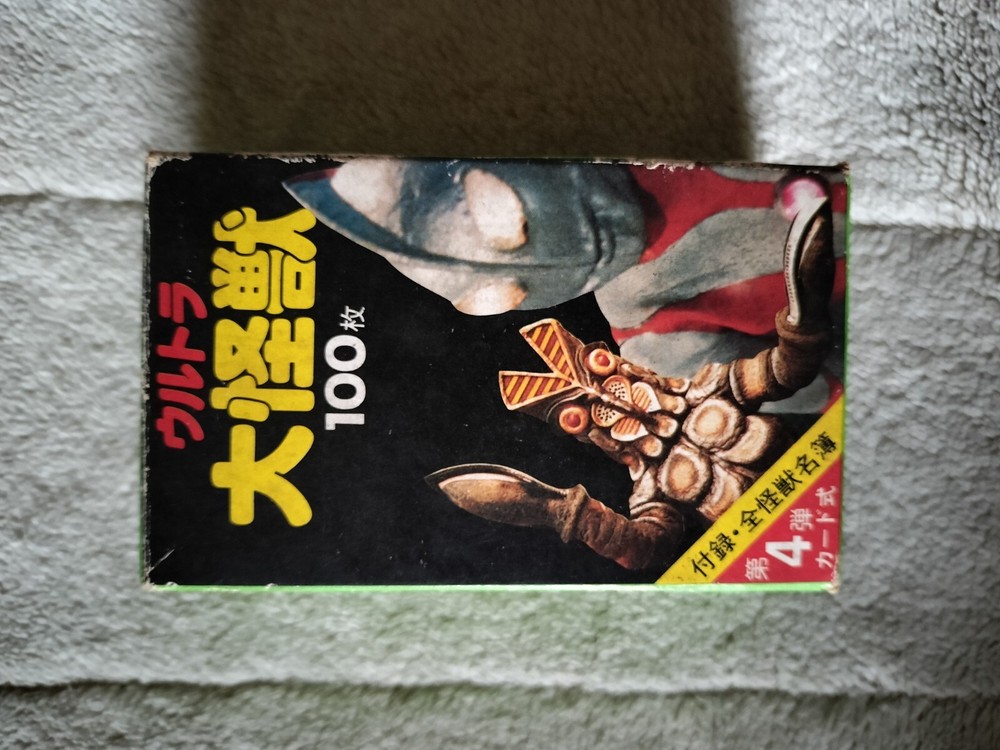 ウルトラ
大怪獣
100枚
付録・全怪獣名簿
第4弾
カード式